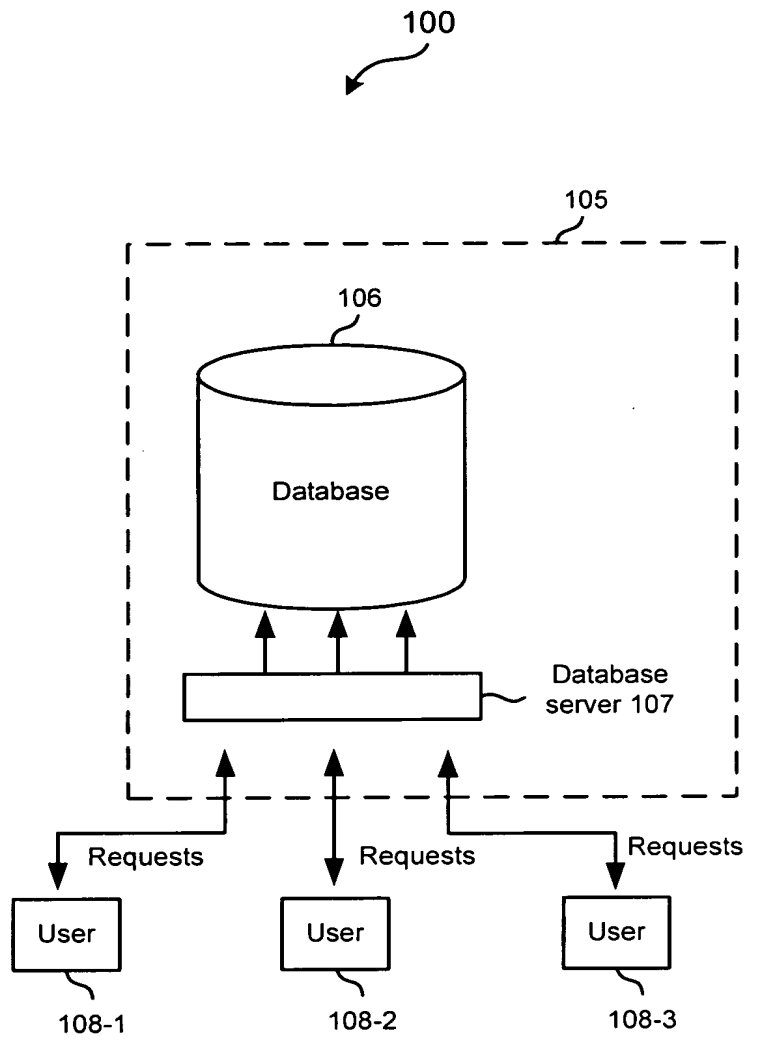 100
105
106
Database
Database
server 107
Requests
Requests
Requests
User
User
User
108-1
108-2
108-3